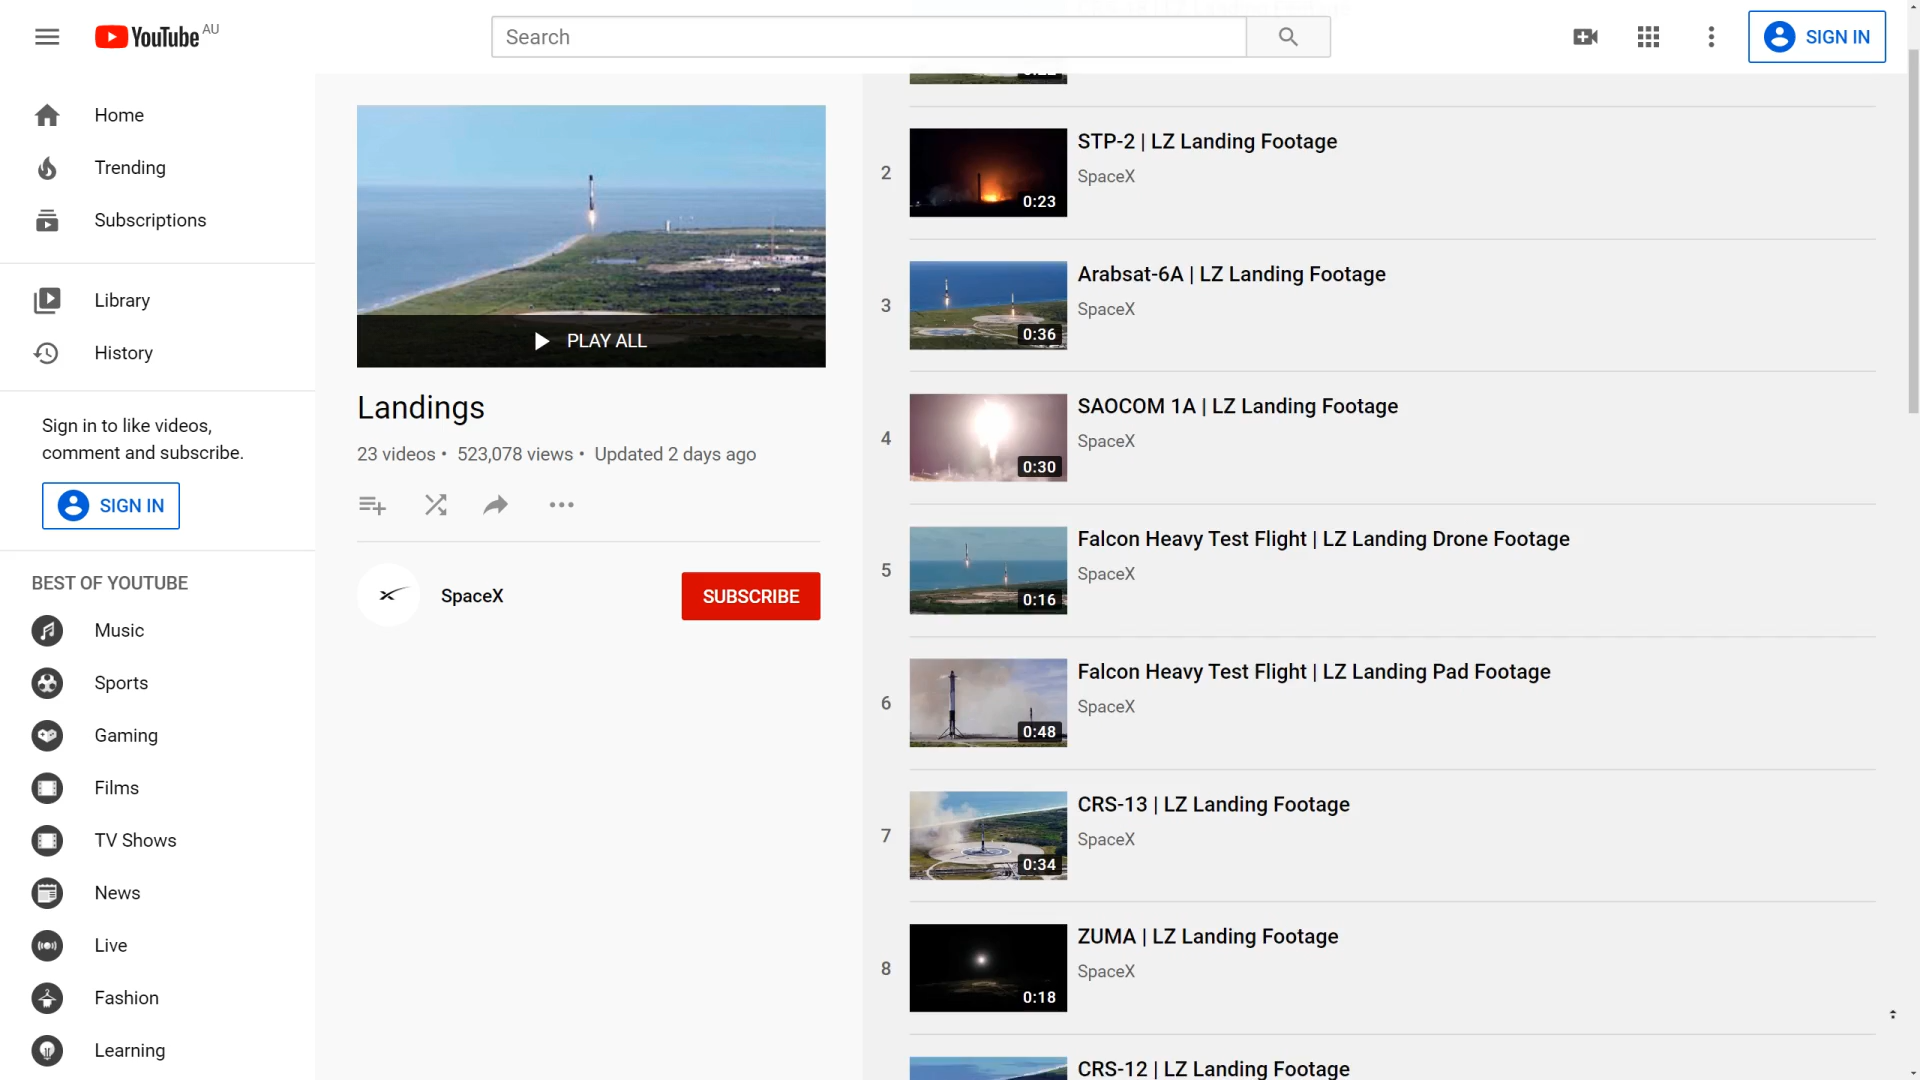 YouTube AU
Search
SIGN IN
Home
Trending
Subscriptions
Library
History
Sign in to like videos,
comment and subscribe.
SIGN IN
BEST OF YOUTUBE
Music
Sports
Gaming
Films
TV Shows
News
Live
Fashion
Learning
PLAY ALL
Landings
23 videos • 523,078 views • Updated 2 days ago
SpaceX
SUBSCRIBE
2
0:23
STP-2 | LZ Landing Footage
SpaceX
3
0:36
Arabsat-6A | LZ Landing Footage
SpaceX
4
0:30
SAOCOM 1A | LZ Landing Footage
SpaceX
5
0:16
Falcon Heavy Test Flight | LZ Landing Drone Footage
SpaceX
6
0:48
Falcon Heavy Test Flight | LZ Landing Pad Footage
SpaceX
7
0:34
CRS-13 | LZ Landing Footage
SpaceX
8
0:18
ZUMA | LZ Landing Footage
SpaceX
CRS-12 | LZ Landing Footage